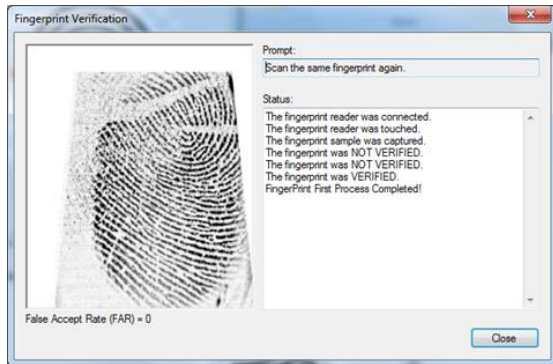 Fingerprint Verification
Prompt:
Scan the same fingerprint again.
Status:
The fingerprint reader was connected.
The fingerprint reader was touched.
The fingerprint sample was captured.
The fingerprint was NOT VERIFIED.
The fingerprint was NOT VERIFIED.
The fingerprint was VERIFIED.
FingerPrint First Process Completed!
False Accept Rate (FAR) = 0
Close